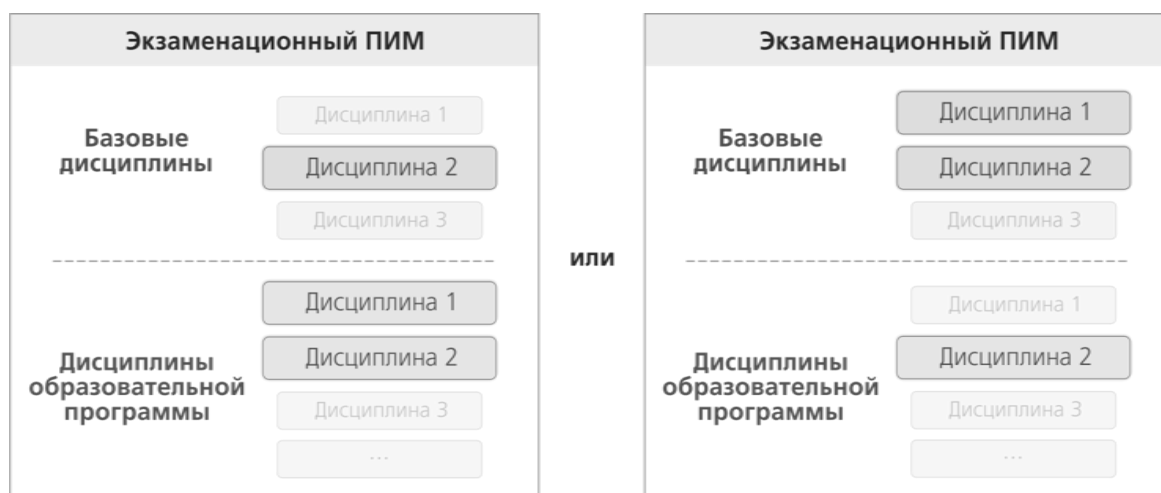 Экзаменационный ПИМ
Базовые
дисциплины
Дисциплина 1
Дисциплина 2
Дисциплина 3
Дисциплины
образовательной
программы
Дисциплина 1
Дисциплина 2
Дисциплина 3
...
или
Экзаменационный ПИМ
Базовые
дисциплины
Дисциплина 1
Дисциплина 2
Дисциплина 3
Дисциплины
образовательной
программы
Дисциплина 1
Дисциплина 2
Дисциплина 3
...